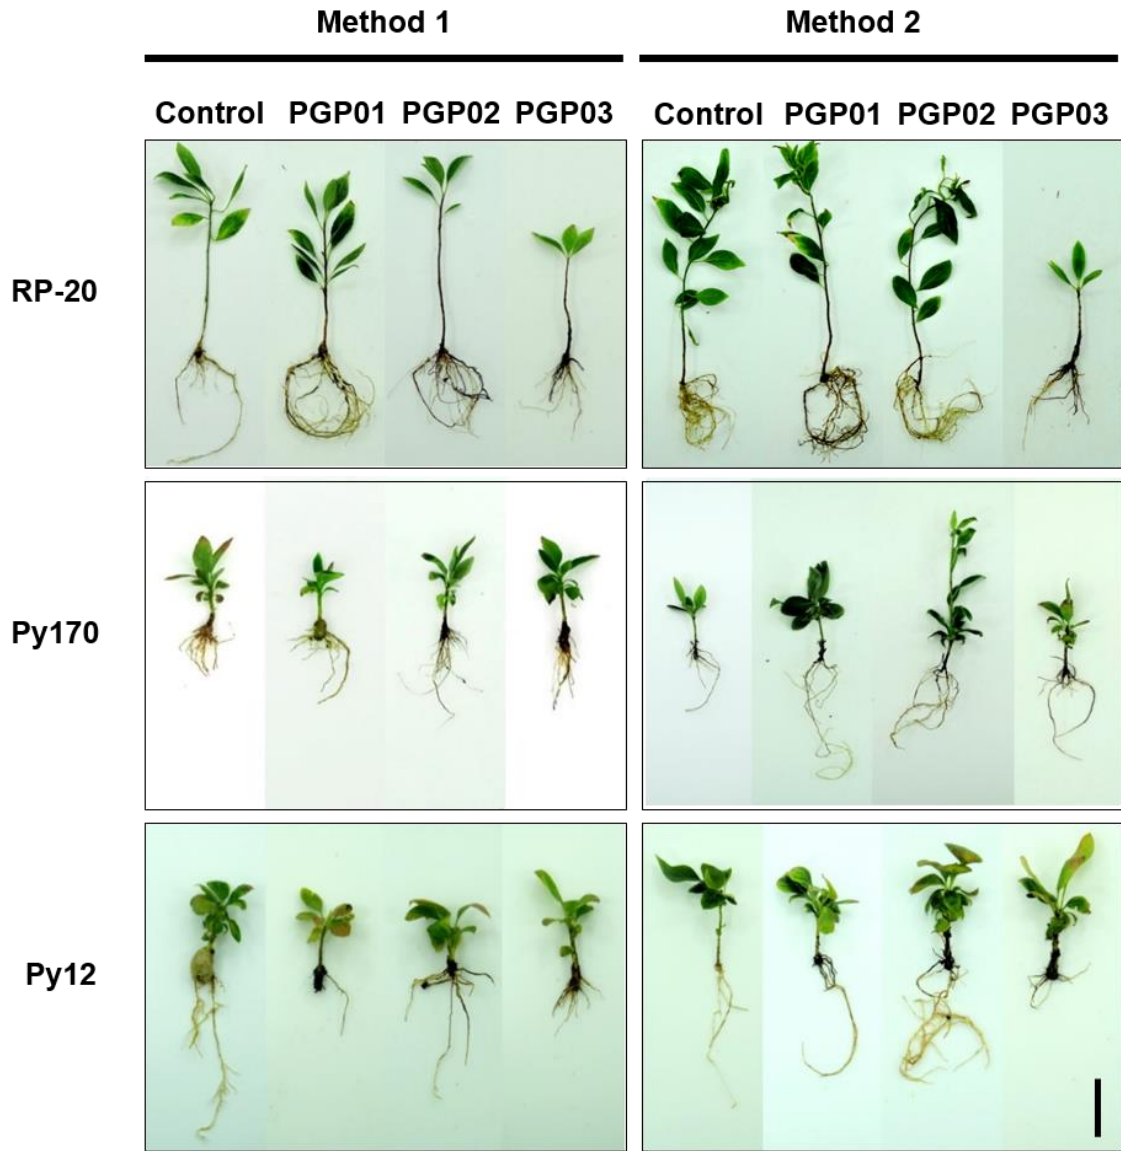 Method 1 Method 2
Control PGP01 PGP02 PGP03 Control PGP01 PGP02 PGP03
RP-20
Py170
Py12